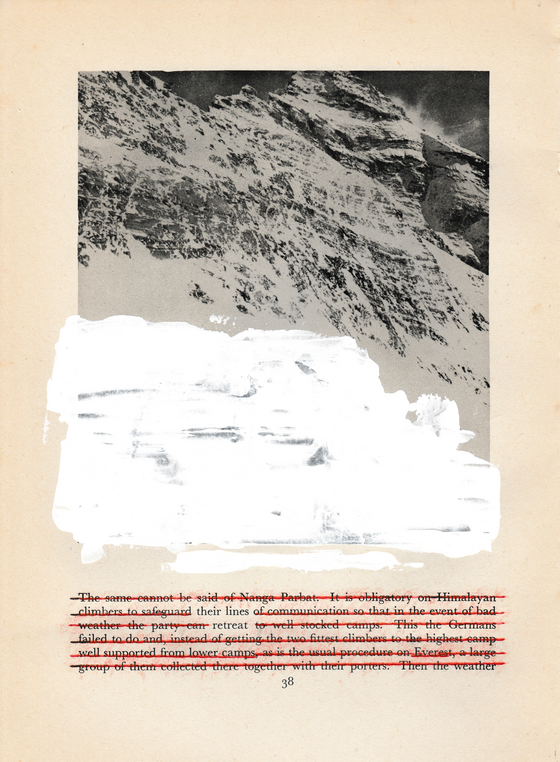 The same cannot be said of Nanga Parbat. It is obligatory on Himalayan
climbers to safeguard their lines of communication so that in the event of bad
weather the party can retreat to well stocked camps. This the Germans
failed to do and, instead of getting the two fittest climbers to the highest camp
well supported from lower camps, as is the usual procedure on Everest, a large
group of them collected there together with their porters. Then the weather
38